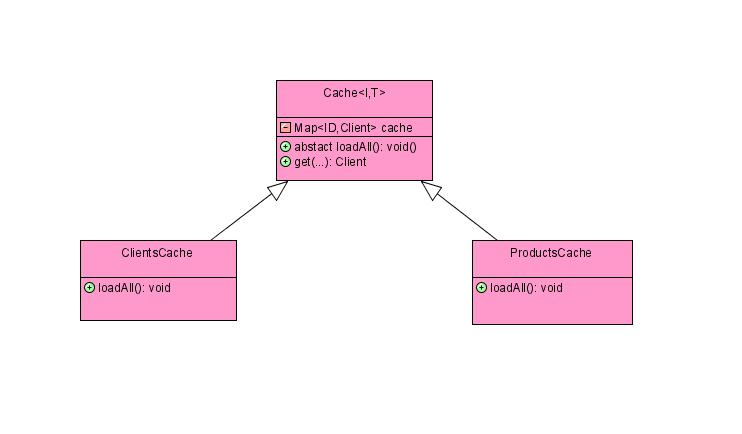 Cache<I,T>
Map<ID,Client> cache
abstact loadAll(): void()
get(...): Client
ClientsCache
loadAll(): void
ProductsCache
loadAll(): void